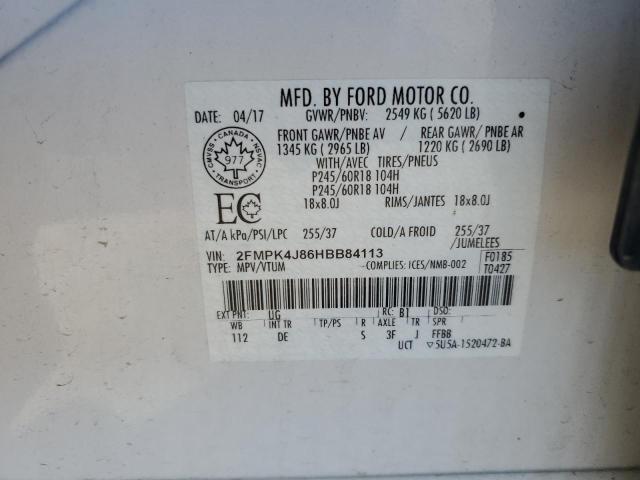 MFD. BY FORD MOTOR CO.
DATE: 04/17 GVWR/PNBV: 2549 KG ( 5620 LB)
FRONT GAWR/PNBE AV / REAR GAWR/ PNBE AR
1345 KG ( 2965 LB) 1220 KG ( 2690 LB)
WITH/AVEC TIRES/PNEUS
P245/60R18 104H
P245/60R18 104H
18x8.0J RIMS/JANTES 18x8.0J
CANADA
CMVSS NSVAC
977
TRANSPORT
EC
AT/A kPa/PSI/LPC 255/37 COLD/A FROID 255/37
/JUMELEES
VIN: 2FMPK4J86HBB84113 F0185
TYPE: MPV/VTUM COMPLIES: ICES/NMB-002 T0427
EXT PNT: UG RC: B1 DSO:
WB INT TR TP/PS R AXLE TR SPR
112 DE S 3F J FFBB
UCT ▽5U5A-1520472-BA